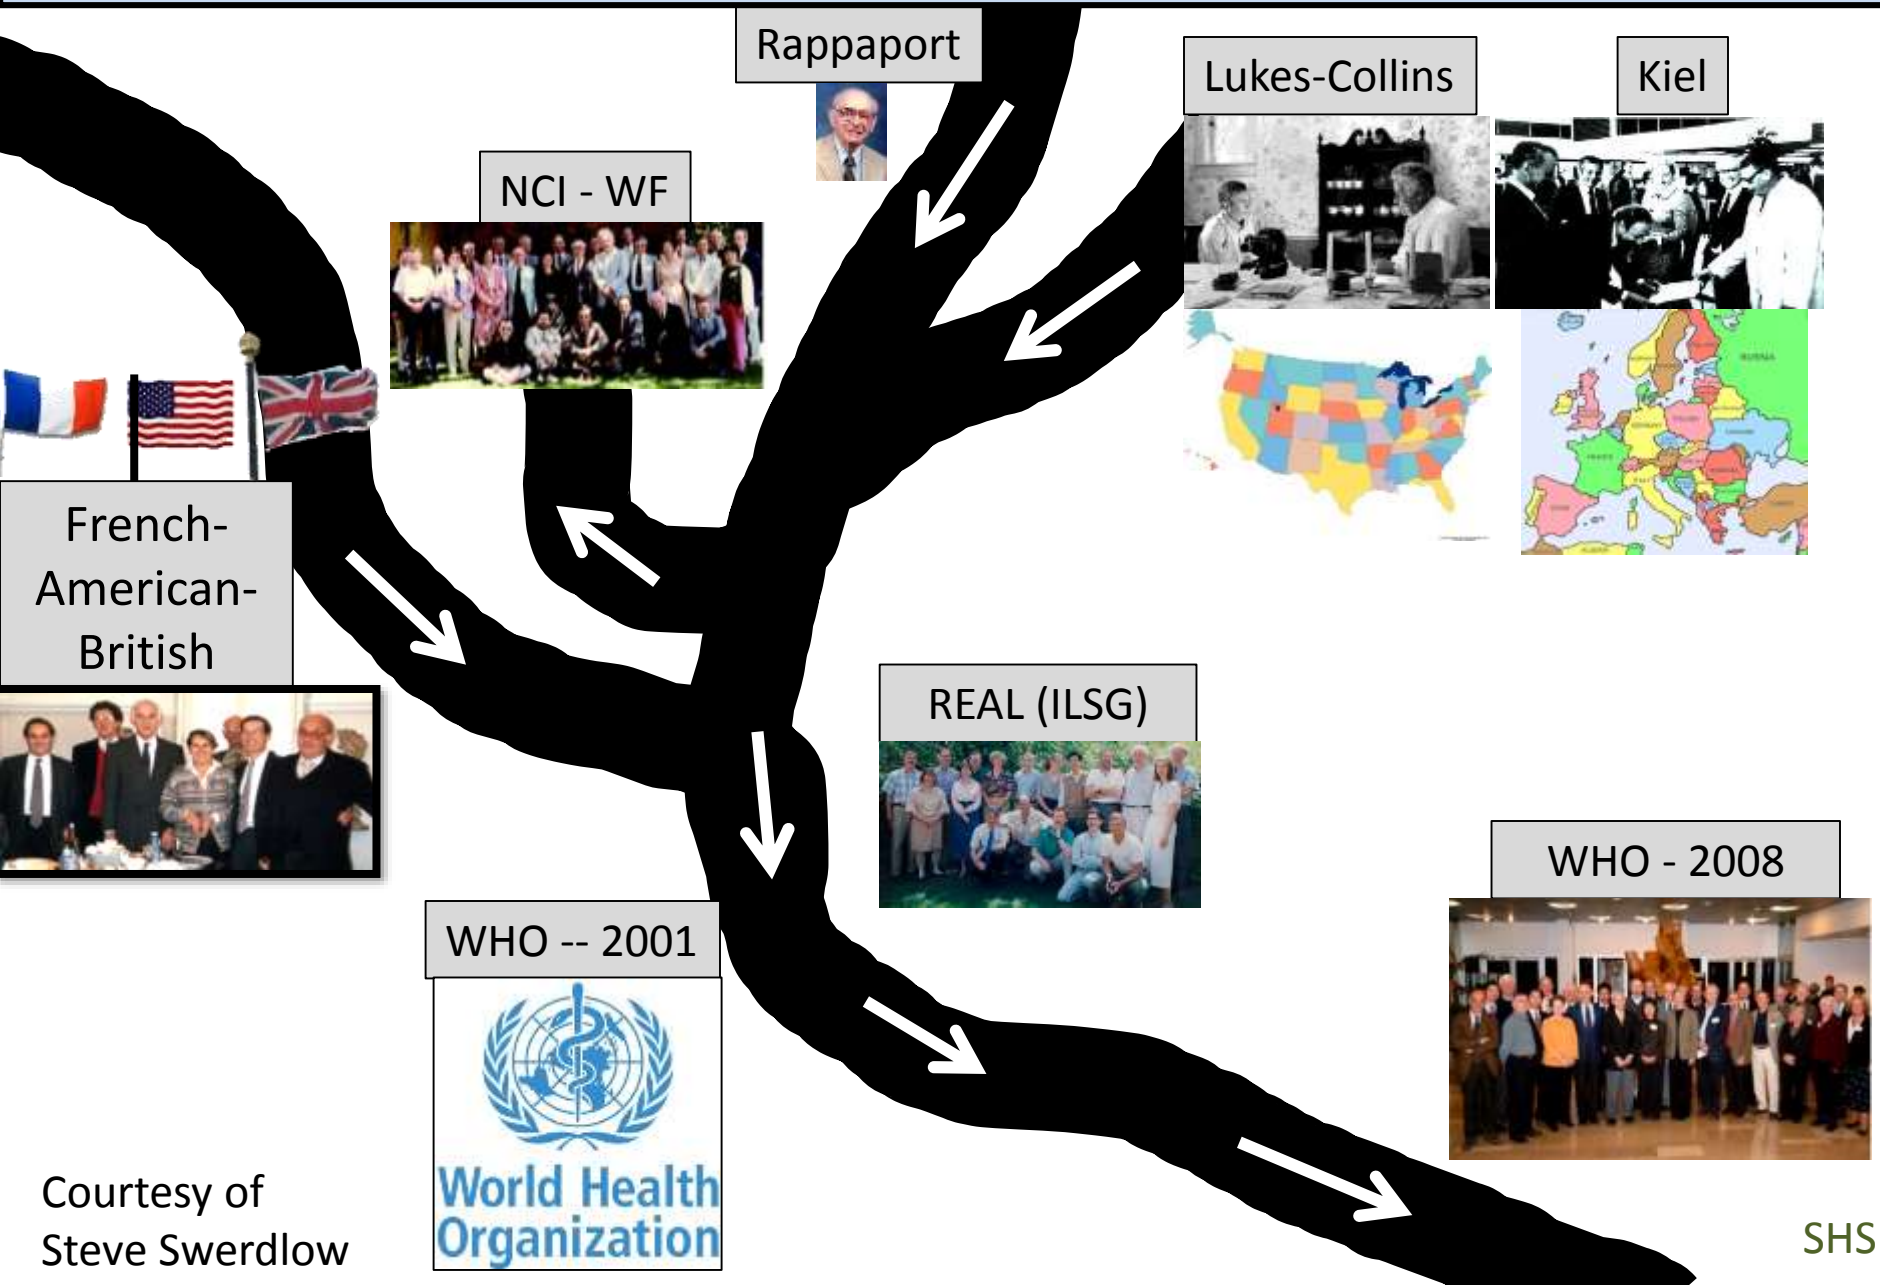 Rappaport
Lukes-Collins
Kiel
NCI - WF
RUSSIA
French-
American-
British
REAL (ILSG)
WHO - 2008
WHO -- 2001
World Health
Organization
Courtesy of
Steve Swerdlow
SHS